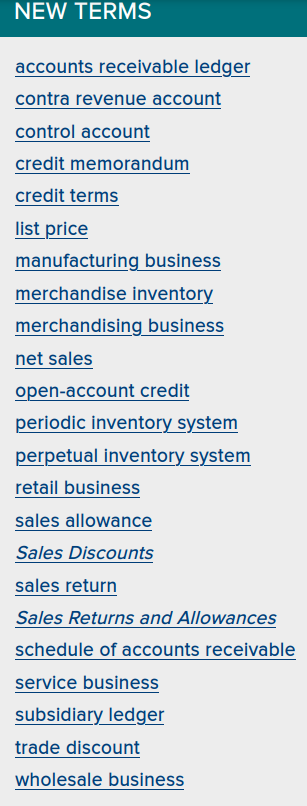 NEW TERMS
accounts receivable ledger
contra revenue account
control account
credit memorandum
credit terms
list price
manufacturing business
merchandise inventory
merchandising business
net sales
open-account credit
periodic inventory system
perpetual inventory system
retail business
sales allowance
Sales Discounts
sales return
Sales Returns and Allowances
schedule of accounts receivable
service business
subsidiary ledger
trade discount
wholesale business